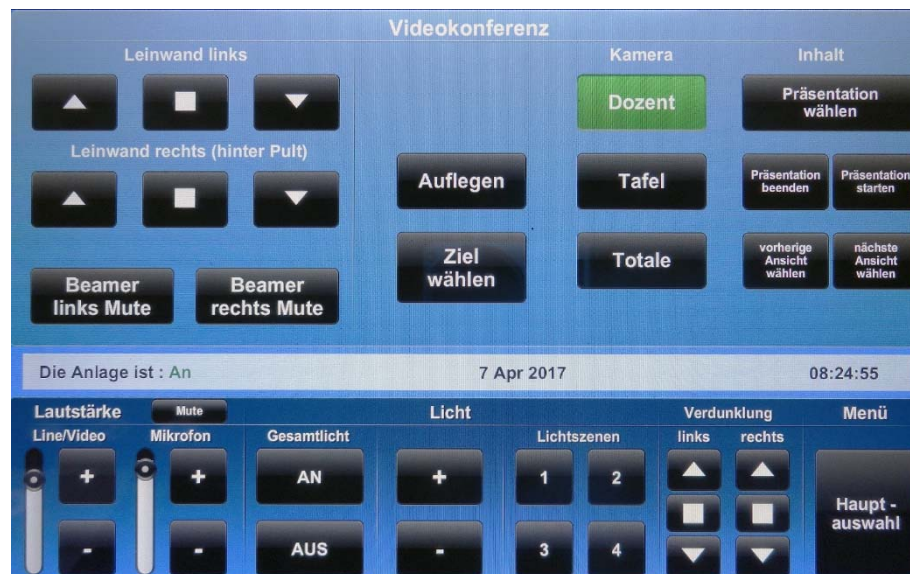 Videokonferenz
Leinwand links
Kamera
Inhalt
Dozent
Präsentation
wählen
Leinwand rechts (hinter Pult)
Auflegen
Tafel
Präsentation
beenden
Präsentation
starten
Ziel
wählen
Totale
vorherige
Ansicht
wählen
nächste
Ansicht
wählen
Beamer
links Mute
Beamer
rechts Mute
Die Anlage ist : An
7 Apr 2017
08:24:55
Lautstärke
Mute
Licht
Verdunklung
Menü
Line/Video
Mikrofon
Gesamtlicht
Lichtszenen
links
rechts
+
+
AN
+
1
2
Haupt -
auswahl
-
-
AUS
-
3
4